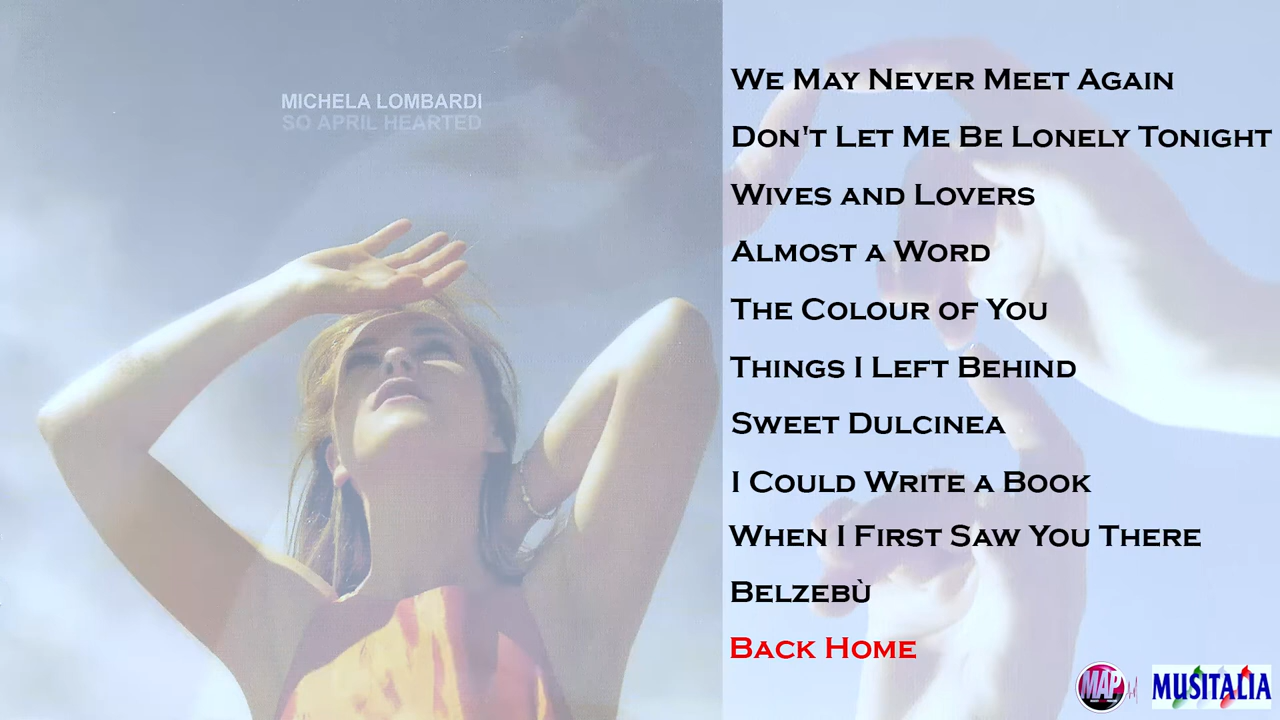 MICHELA LOMBARDI
SO APRIL HEARTED
We May Never Meet Again
Don't Let Me Be Lonely Tonight
Wives and Lovers
Almost a Word
The Colour of You
Things I Left Behind
Sweet Dulcinea
I Could Write a Book
When I First Saw You There
Belzebù
Back Home
MAP
MUSITALIA